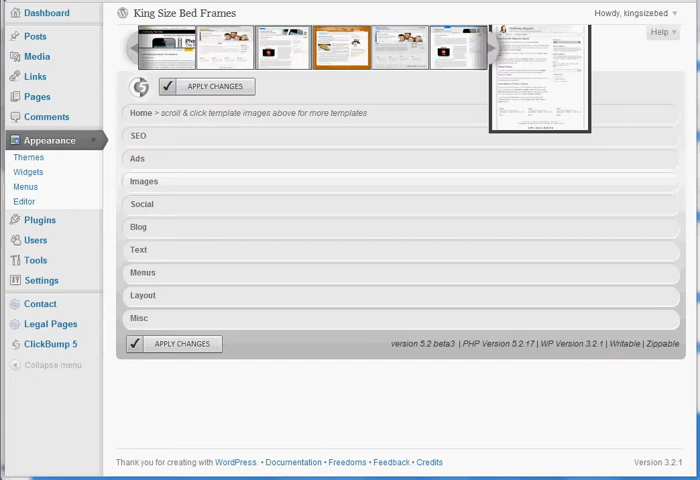 King Size Bed Frames
Howdy, kingsizebed
Help
Dashboard
Posts
Media
Links
Pages
Comments
Appearance
Themes
Widgets
Menus
Editor
Plugins
Users
Tools
Settings
Contact
Legal Pages
ClickBump 5
Collapse menu
APPLY CHANGES
Home > scroll & click template images above for more templates
SEO
Ads
Images
Social
Blog
Text
Menus
Layout
Misc
APPLY CHANGES
version 5.2 beta3 | PHP Version 5.2.17 | WP Version 3.2.1 | Writable | Zippable
Thank you for creating with WordPress. • Documentation • Freedoms • Feedback • Credits
Version 3.2.1